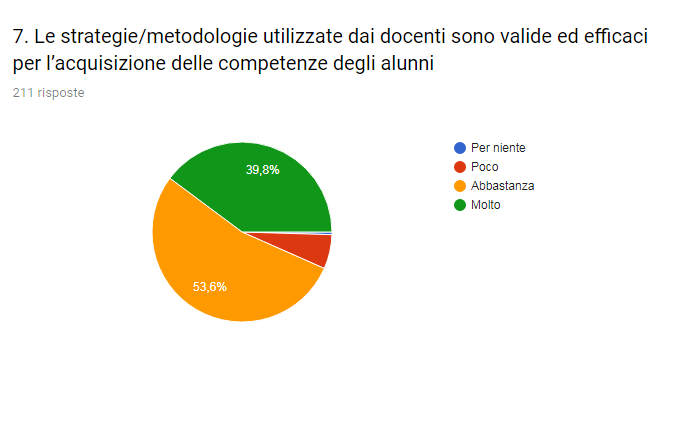 7. Le strategie/metodologie utilizzate dai docenti sono valide ed efficaci
per l’acquisizione delle competenze degli alunni
211 risposte
39,8%
53,6%
Per niente
Poco
Abbastanza
Molto